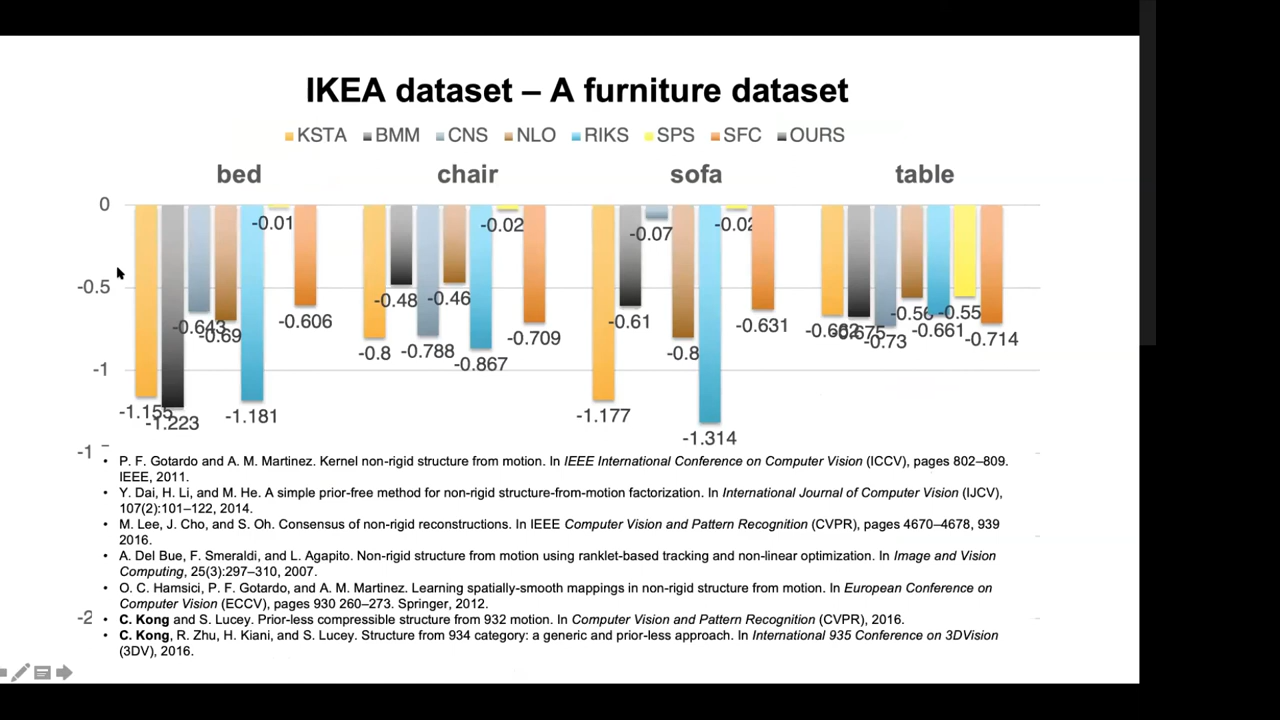 IKEA dataset – A furniture dataset
KSTA BMM CNS NLO RIKS SPS SFC OURS
bed chair sofa table
0
-0.5
-1
-1
-2
-1.155
-1.223
-0.643
-0.69
-1.181
-0.01
-0.606
-0.8
-0.48
-0.788
-0.46
-0.867
-0.02
-0.709
-1.177
-0.61
-0.07
-0.8
-1.314
-0.02
-0.631
-0.675
-0.73
-0.56
-0.661
-0.55
-0.714
• P. F. Gotardo and A. M. Martinez. Kernel non-rigid structure from motion. In IEEE International Conference on Computer Vision (ICCV), pages 802–809.
IEEE, 2011.
• Y. Dai, H. Li, and M. He. A simple prior-free method for non-rigid structure-from-motion factorization. In International Journal of Computer Vision (IJCV),
107(2):101–122, 2014.
• M. Lee, J. Cho, and S. Oh. Consensus of non-rigid reconstructions. In IEEE Computer Vision and Pattern Recognition (CVPR), pages 4670–4678, 939
2016.
• A. Del Bue, F. Smeraldi, and L. Agapito. Non-rigid structure from motion using ranklet-based tracking and non-linear optimization. In Image and Vision
Computing, 25(3):297–310, 2007.
• O. C. Hamsici, P. F. Gotardo, and A. M. Martinez. Learning spatially-smooth mappings in non-rigid structure from motion. In European Conference on
Computer Vision (ECCV), pages 930 260–273. Springer, 2012.
• C. Kong and S. Lucey. Prior-less compressible structure from 932 motion. In Computer Vision and Pattern Recognition (CVPR), 2016.
• C. Kong, R. Zhu, H. Kiani, and S. Lucey. Structure from 934 category: a generic and prior-less approach. In International 935 Conference on 3DVision
(3DV), 2016.